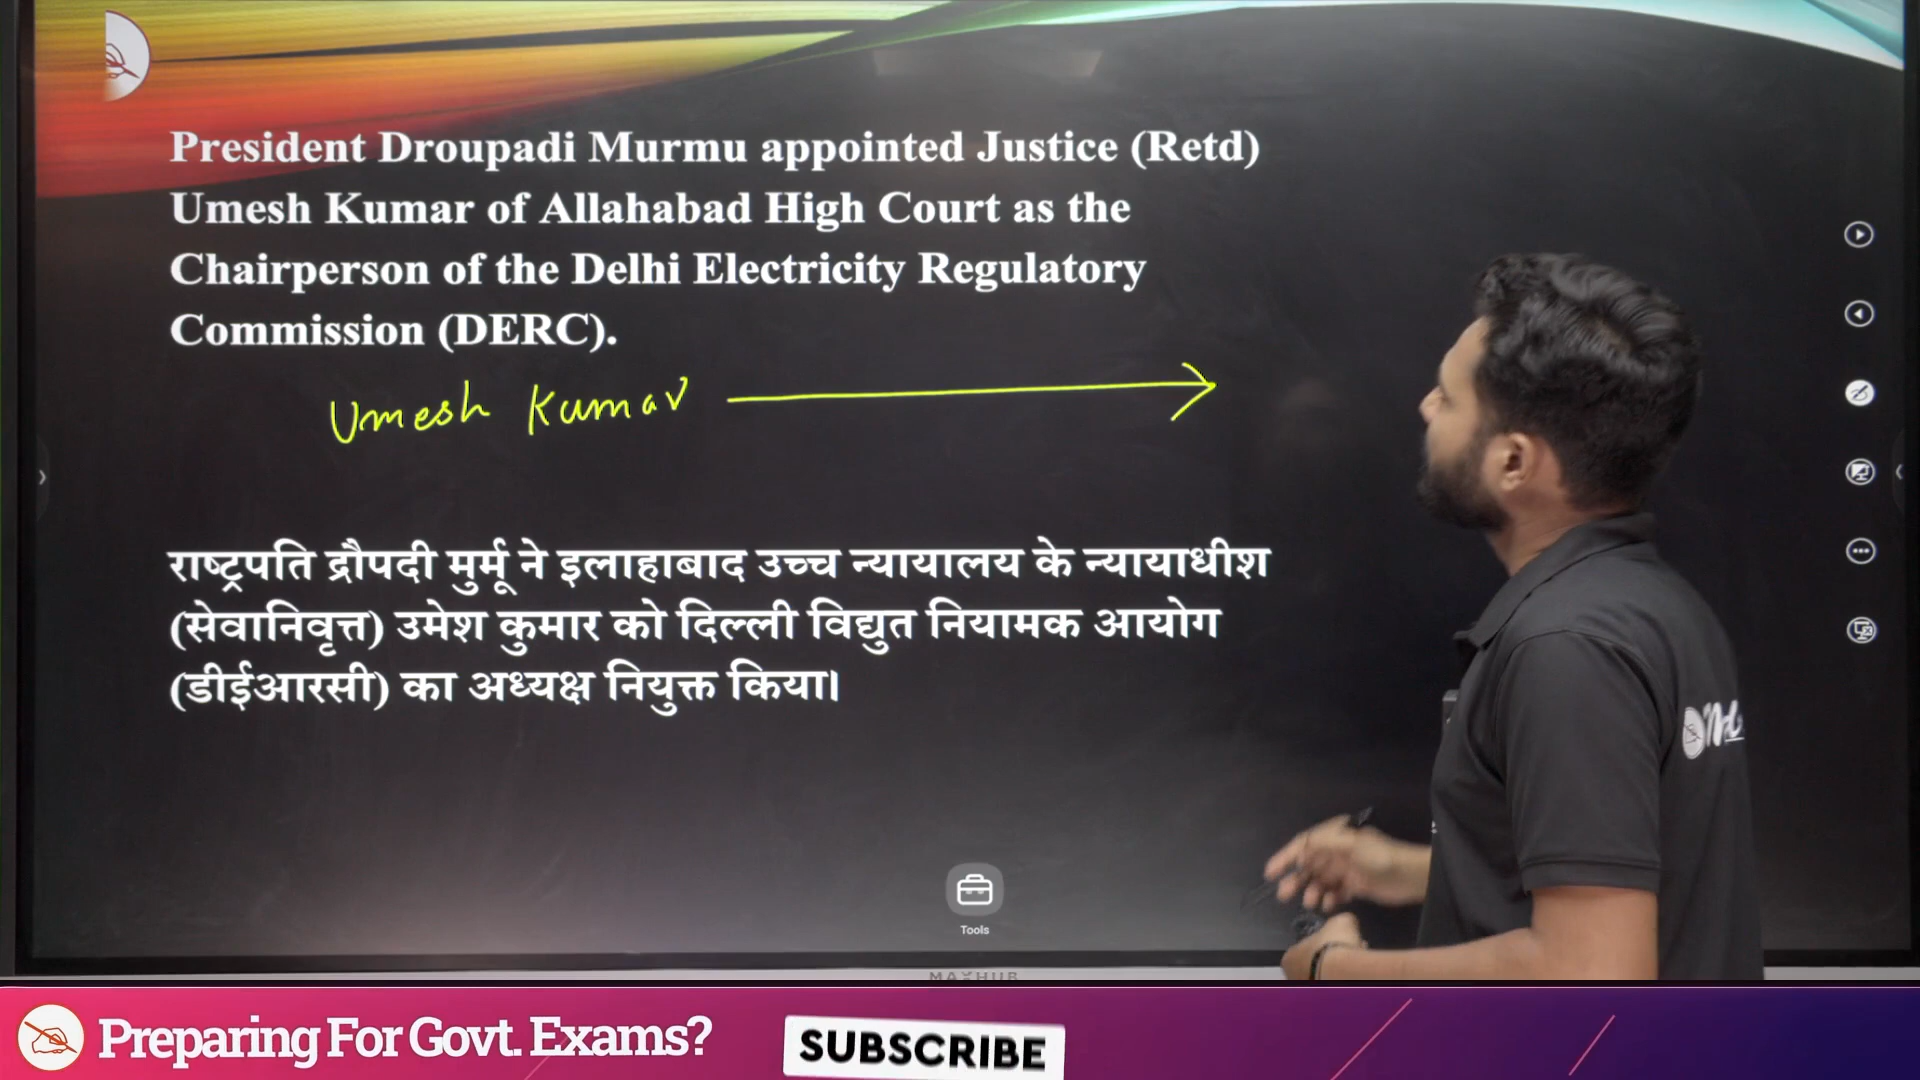 President Droupadi Murmu appointed Justice (Retd)
Umesh Kumar of Allahabad High Court as the
Chairperson of the Delhi Electricity Regulatory
Commission (DERC).
Umesh Kumar
राष्ट्रपति द्रौपदी मुर्मू ने इलाहाबाद उच्च न्यायालय के न्यायाधीश
(सेवानिवृत्त) उमेश कुमार को दिल्ली विद्युत नियामक आयोग
(डीईआरसी) का अध्यक्ष नियुक्त किया।
Tools
MAXHUB
Preparing For Govt. Exams?
SUBSCRIBE